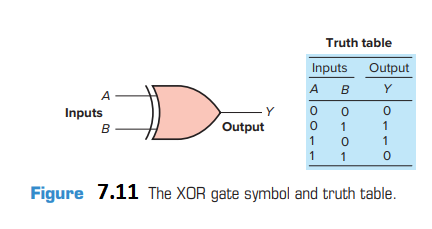 Truth table
Inputs Output
A B Y
0 0 0
0 1 1
1 0 1
1 1 0
A
Inputs
B
Y
Output
Figure 7.11 The XOR gate symbol and truth table.